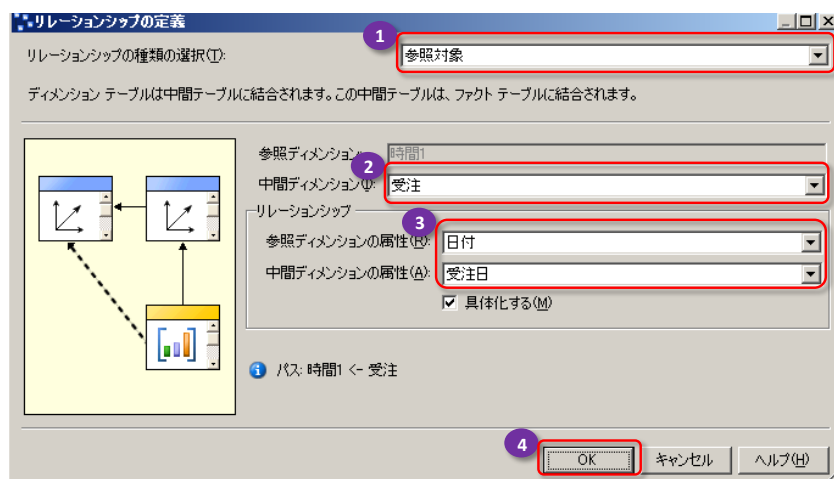 リレーションシップの定義
1
リレーションシップの種類の選択(T):
参照対象
ディメンション テーブルは中間テーブルに結合されます。この中間テーブルは、ファクト テーブルに結合されます。
参照ディメンション
時間1
2
中間ディメンション(I):
受注
リレーションシップ
3
参照ディメンションの属性(R):
日付
中間ディメンションの属性(A):
受注日
具体化する(M)
パス: 時間1 <- 受注
4
OK
キャンセル
ヘルプ(H)